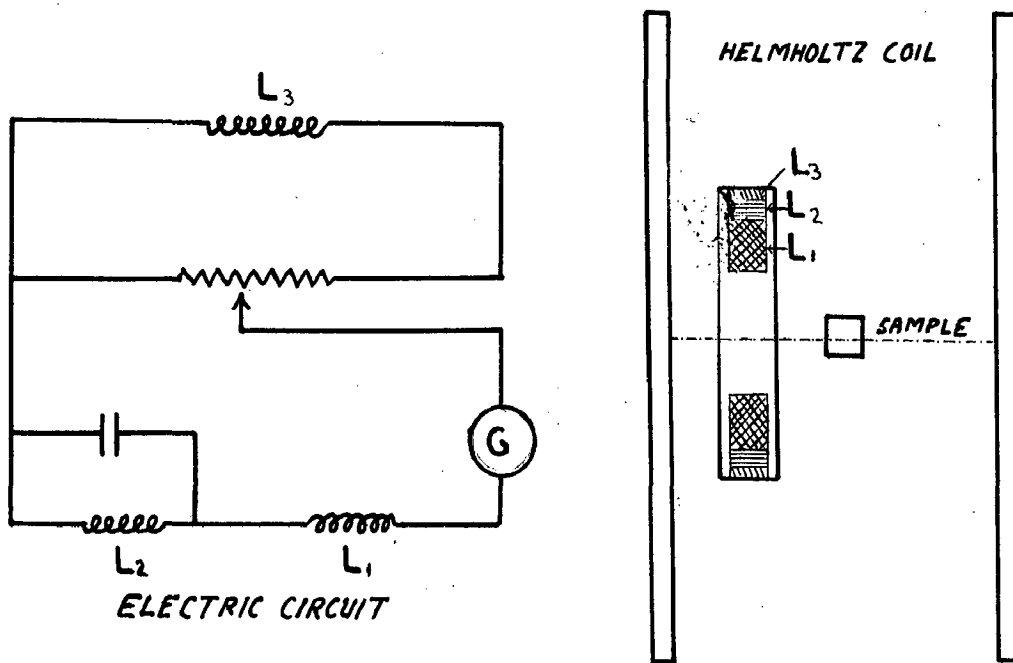 L3
G
L2
L1
ELECTRIC CIRCUIT
HELMHOLTZ COIL
L3
L2
L1
SAMPLE